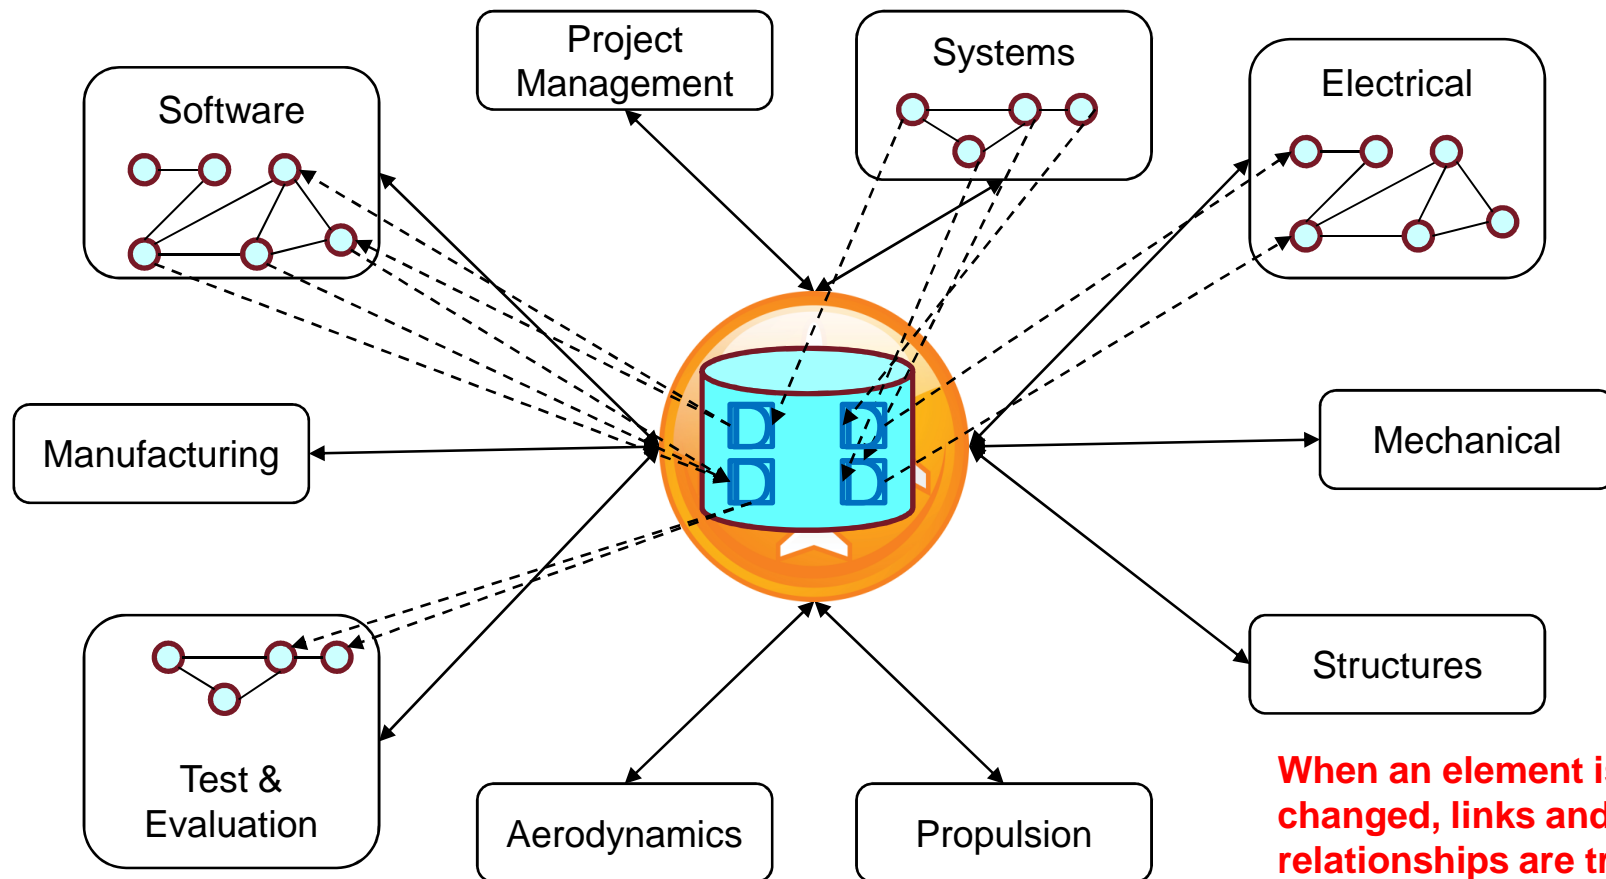 Project
Management
Systems
Software
Electrical
Manufacturing
Mechanical
Structures
Test &
Evaluation
Aerodynamics
Propulsion
When an element is
changed, links and
relationships are